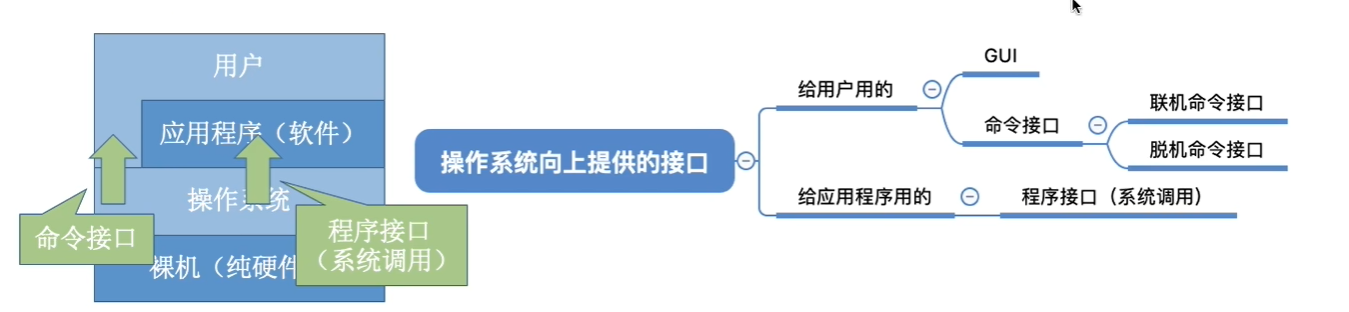 用户
应用程序（软件）
操作系统
命令接口
程序接口
（系统调用）
裸机（纯硬件
操作系统向上提供的接口
给用户用的
GUI
命令接口
联机命令接口
脱机命令接口
给应用程序用的
程序接口（系统调用）